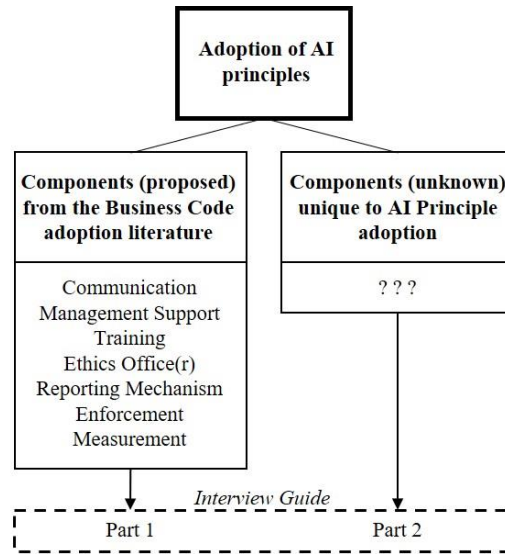 Adoption of AI
principles
Components (proposed)
from the Business Code
adoption literature
Communication
Management Support
Training
Ethics Office(r)
Reporting Mechanism
Enforcement
Measurement
Components (unknown)
unique to AI Principle
adoption
? ? ?
Interview Guide
Part 1
Part 2